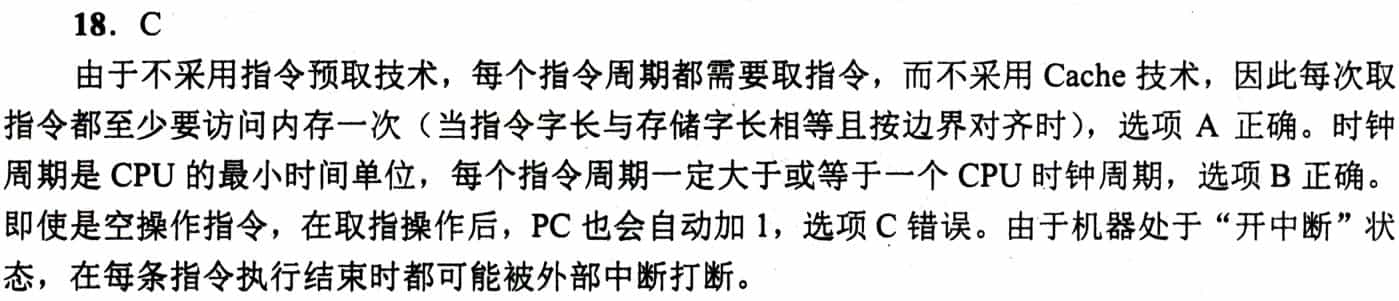 18. C
由于不采用指令预取技术，每个指令周期都需要取指令，而不采用 Cache 技术，因此每次取
指令都至少要访问内存一次（当指令字长与存储字长相等且按边界对齐时），选项 A 正确。时钟
周期是 CPU 的最小时间单位，每个指令周期一定大于或等于一个 CPU 时钟周期，选项 B 正确。
即使是空操作指令，在取指操作后，PC 也会自动加 1，选项 C 错误。由于机器处于“开中断”状
态，在每条指令执行结束时都可能被外部中断打断。